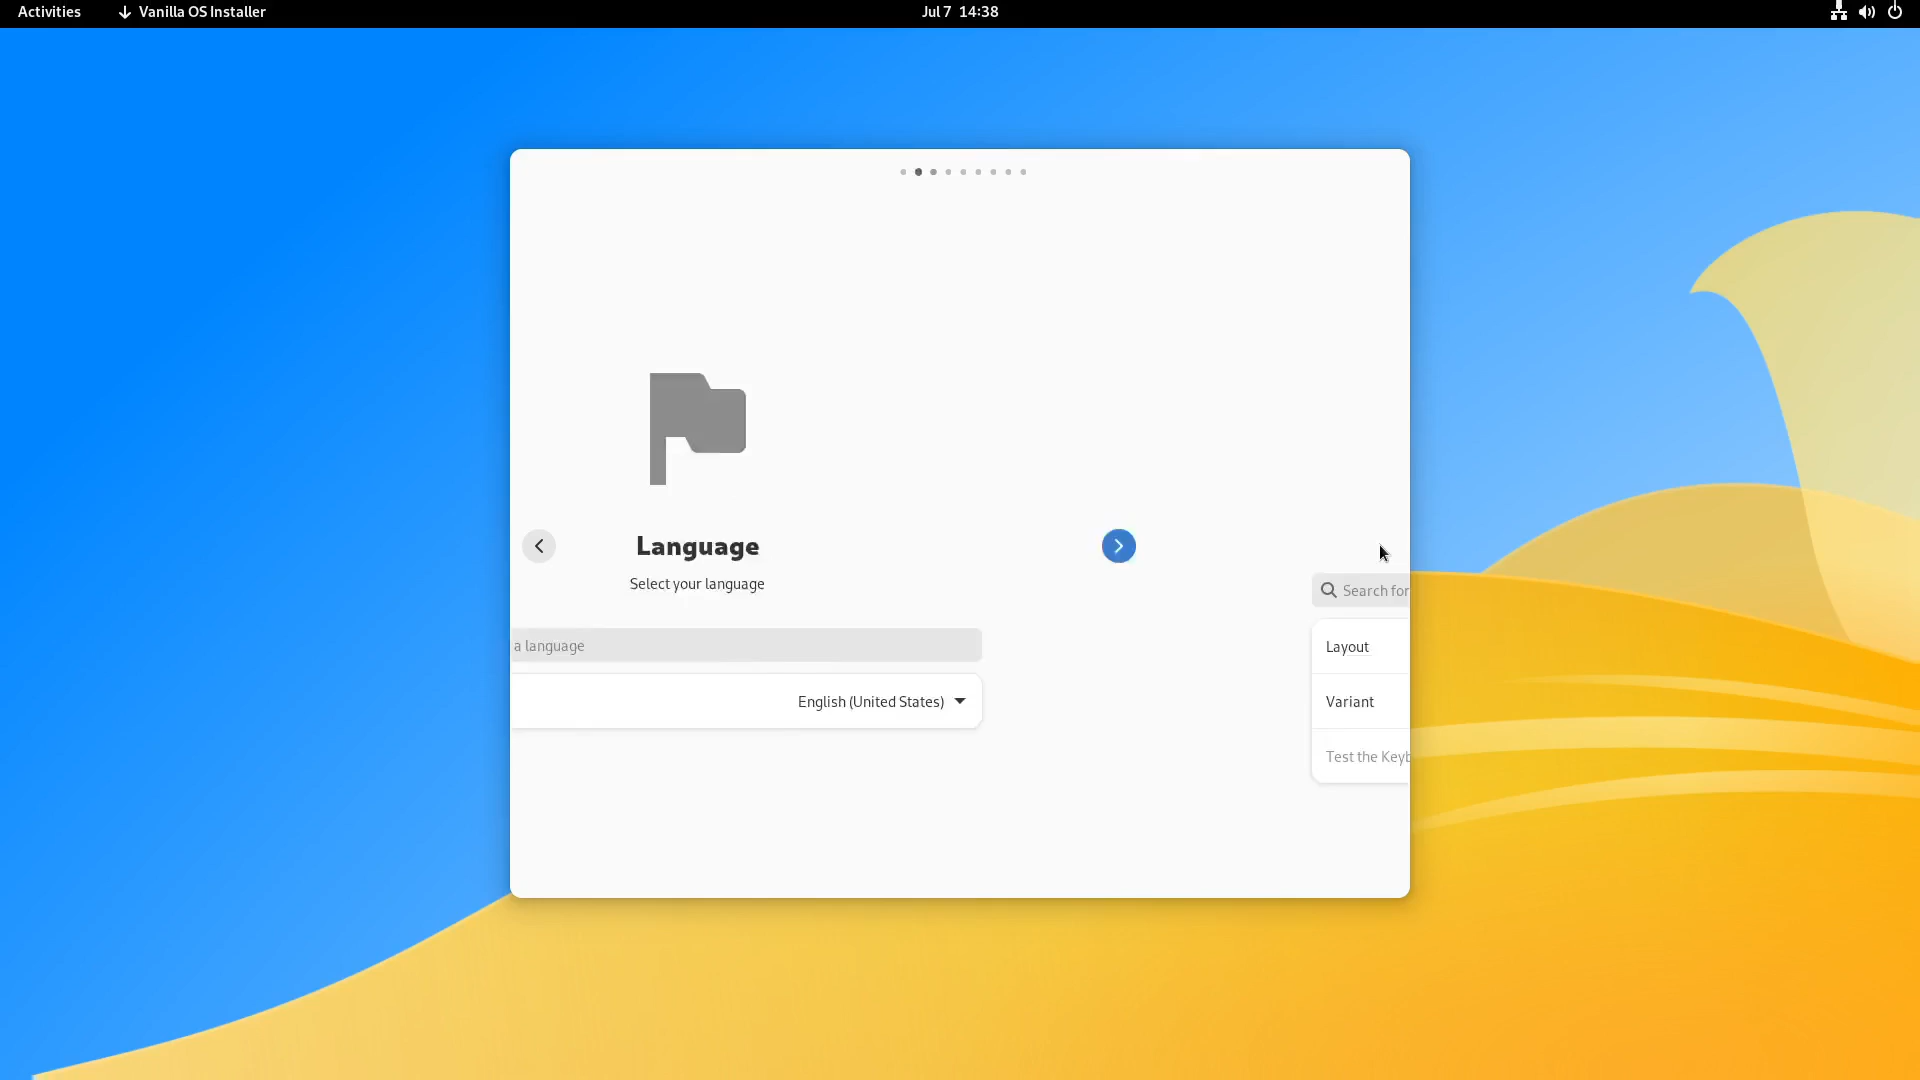 Activities
Vanilla OS Installer
Jul 7 14:38
Language
Select your language
a language
English (United States)
Search for
Layout
Variant
Test the Keyb